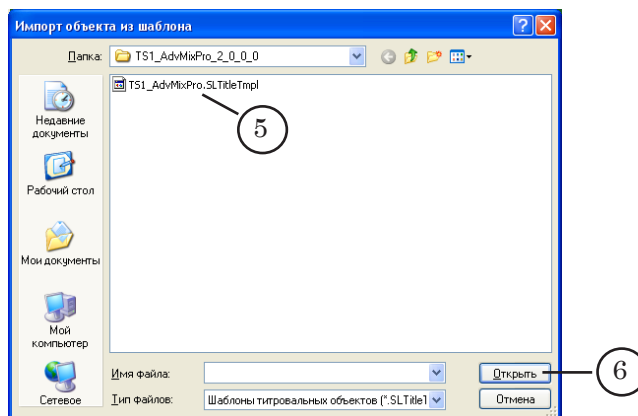 Импорт объекта из шаблона
Папка: TS1_AdvMixPro_2_0_0_0
TS1_AdvMixPro.SLTitleTmpl
5
Недавние
документы
Рабочий стол
Мои документы
Мой
компьютер
Сетевое
Имя файла:
Открыть
6
Тип файлов: Шаблоны титровальных объектов (*.SLTitleT
Отмена